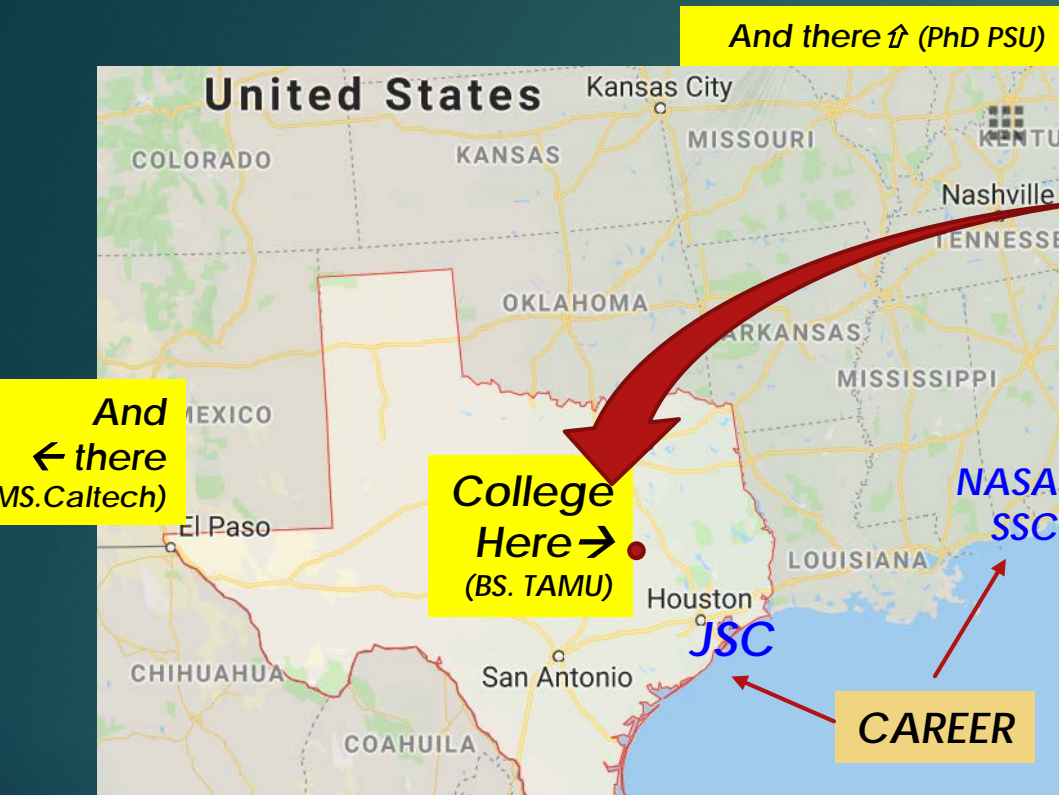 And there⇧ (PhD PSU)
United States
Kansas City
COLORADO
KANSAS
MISSOURI
KENTU
Nashville
TENNESSE
OKLAHOMA
ARKANSAS
MISSISSIPPI
And
← there
MS.Caltech)
MEXICO
El Paso
College
Here→
(BS. TAMU)
NASA
SSC
LOUISIANA
Houston
JSC
San Antonio
CHIHUAHUA
COAHUILA
CAREER